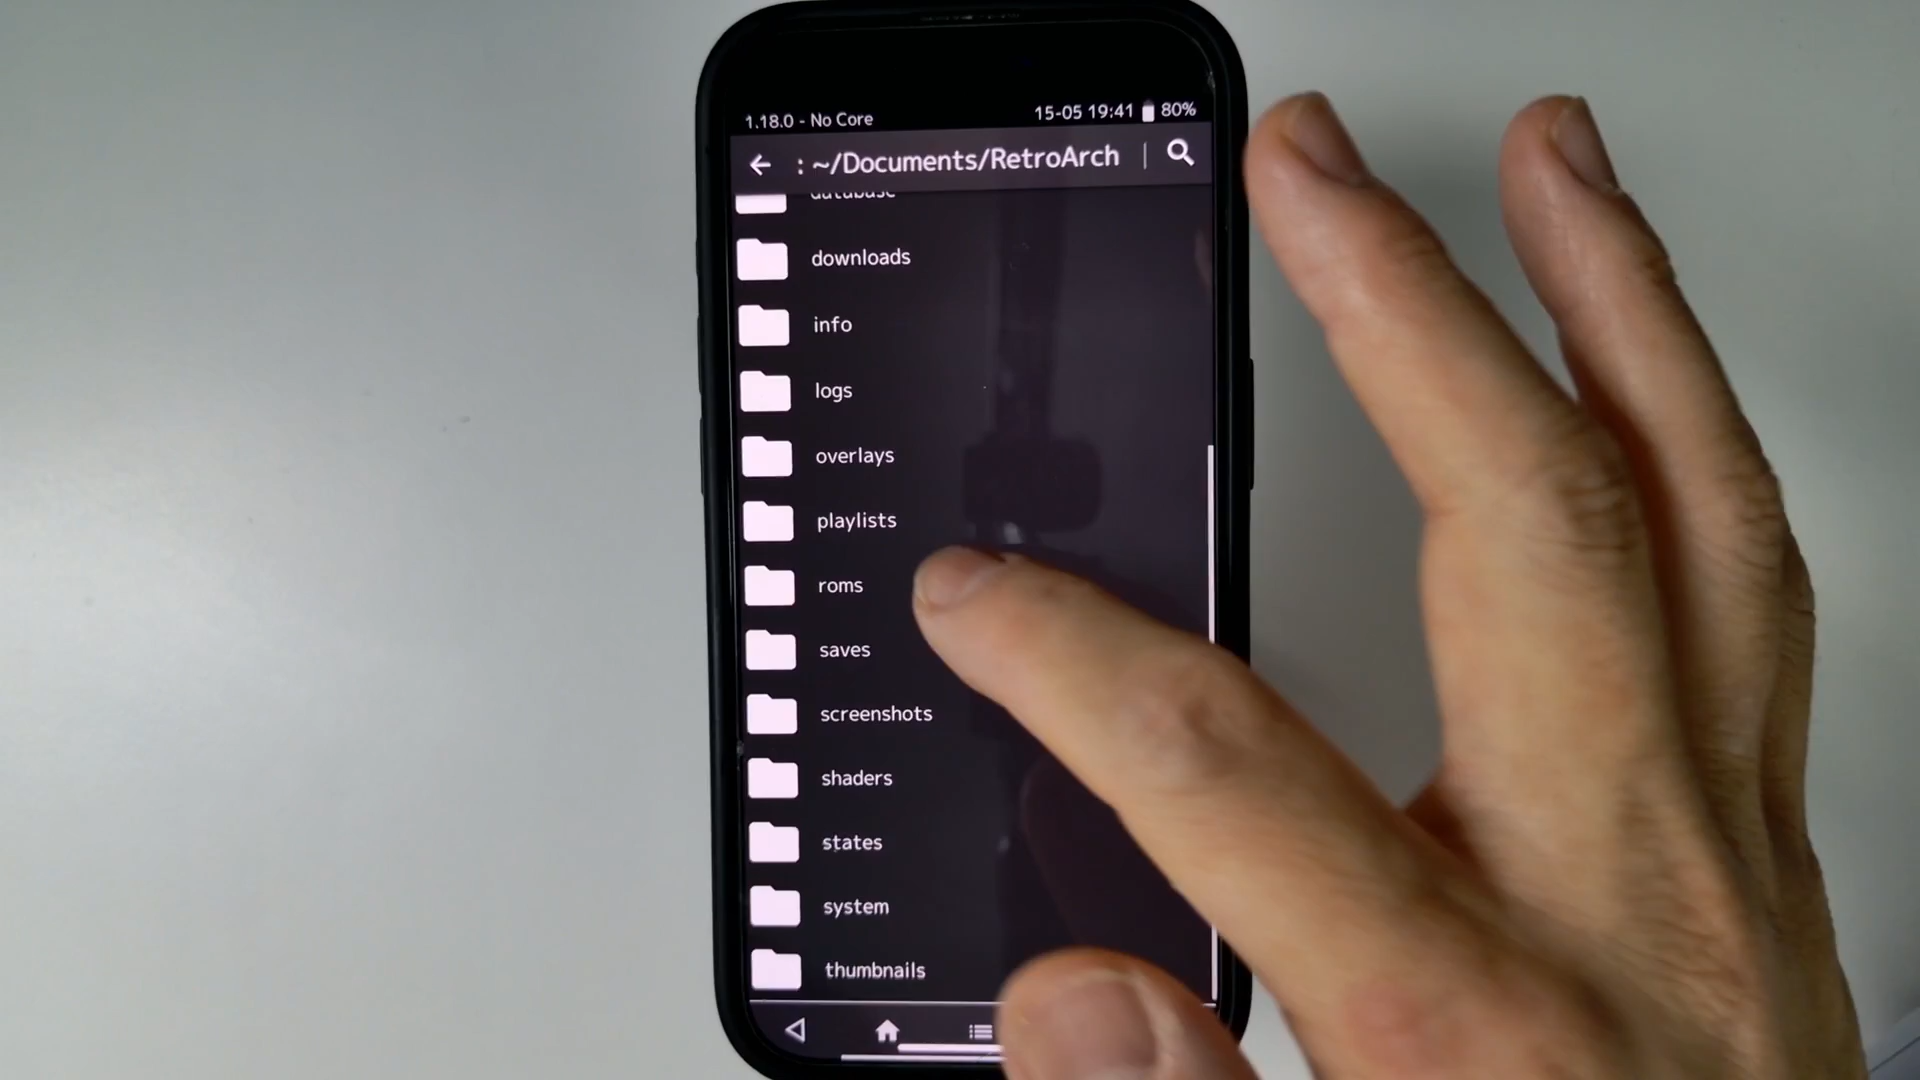 1.18.0 - No Core
15-05 19:41 80%
: ~/Documents/RetroArch |
database
downloads
info
logs
overlays
playlists
roms
saves
screenshots
shaders
states
system
thumbnails